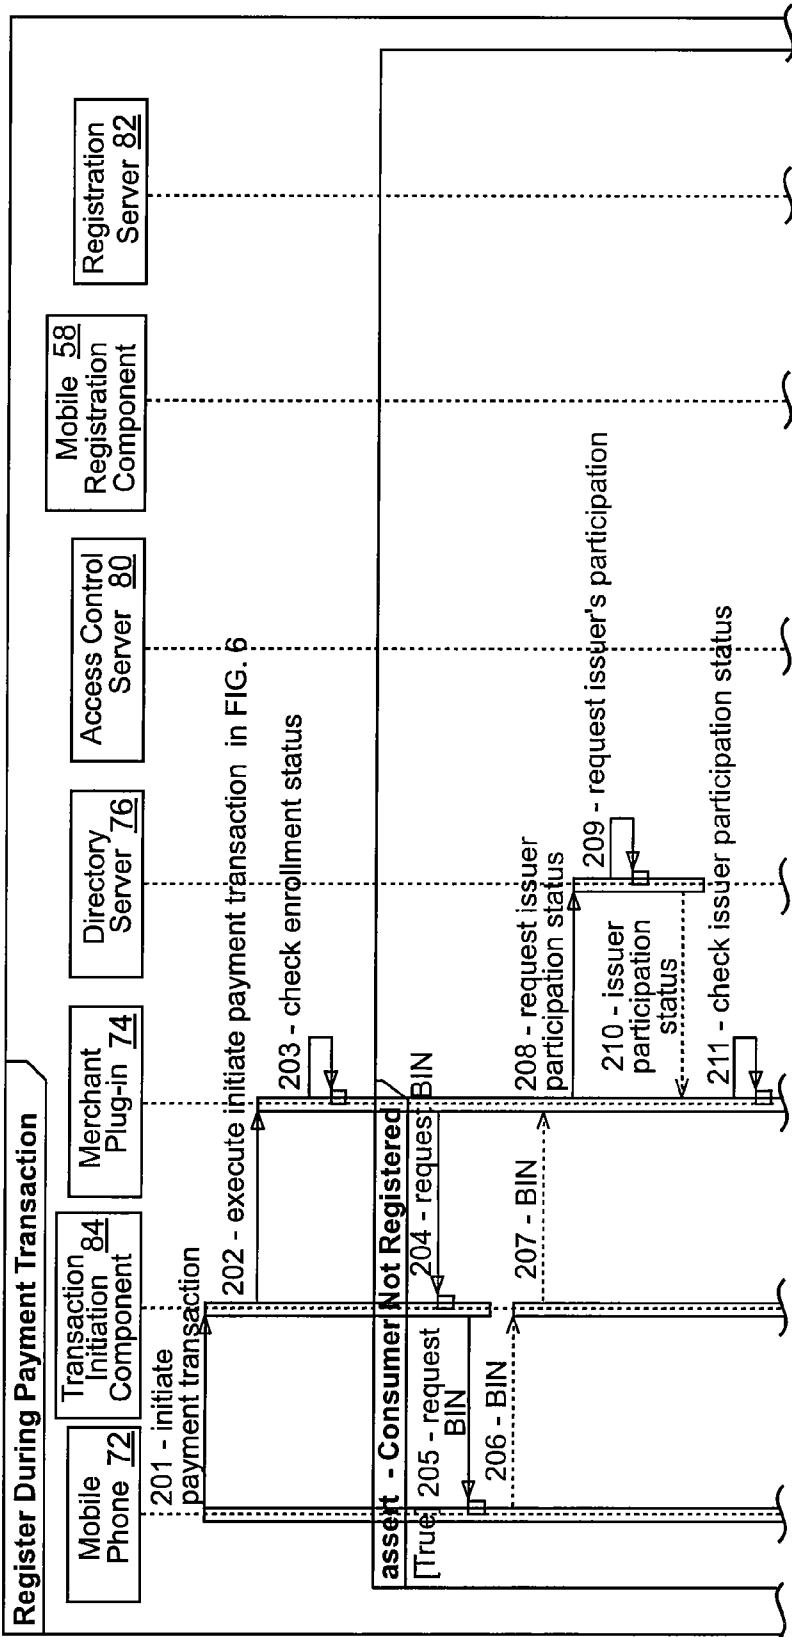 Register During Payment Transaction
Mobile
Phone 72
Transaction
Initiation 84
Component
Merchant
Plug-in 74
Directory
Server 76
Access Control
Server 80
Mobile 58
Registration
Component
Registration
Server 82
201 - initiate
payment transaction
202 - execute initiate payment transaction in FIG. 6
203 - check enrollment status
assert - Consumer Not Registered
[True]
204 - request BIN
205 - request
BIN
206 - BIN
207 - BIN
208 - request issuer
participation status
209 - request issuer's participation
210 - issuer
participation
status
211 - check issuer participation status